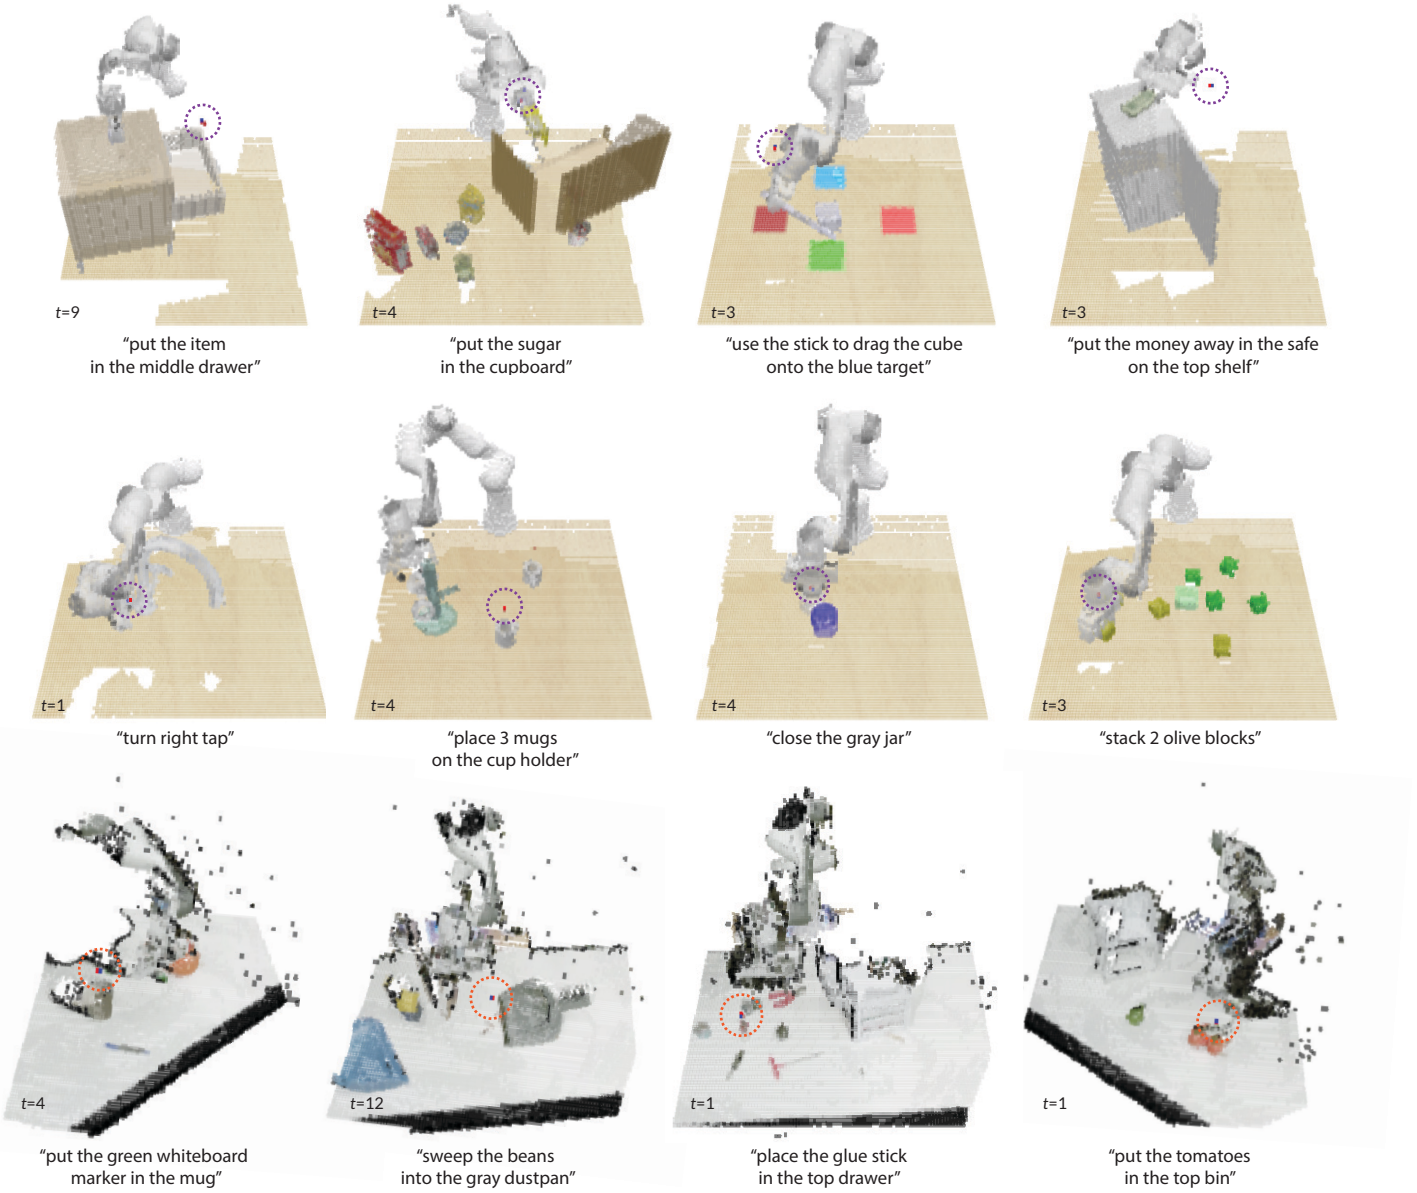 t=9
t=4
t=3
t=3
“put the item
in the middle drawer”
“put the sugar
in the cupboard”
“use the stick to drag the cube
onto the blue target”
“put the money away in the safe
on the top shelf”
t=1
t=4
t=4
t=3
“turn right tap”
“place 3 mugs
on the cup holder”
“close the gray jar”
“stack 2 olive blocks”
t=4
t=12
t=1
t=1
“put the green whiteboard
marker in the mug”
“sweep the beans
into the gray dustpan”
“place the glue stick
in the top drawer”
“put the tomatoes
in the top bin”